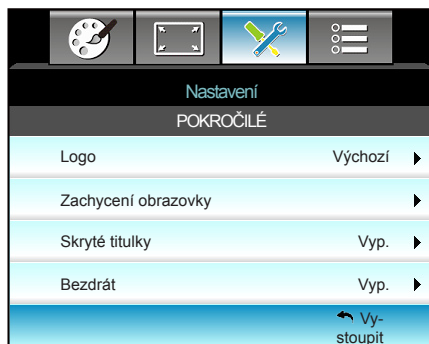 Nastavení
POKROČILÉ
Logo Výchozí
Zachycení obrazovky
Skryté titulky Vyp.
Bezdrát Vyp.
Vy-
stoupit